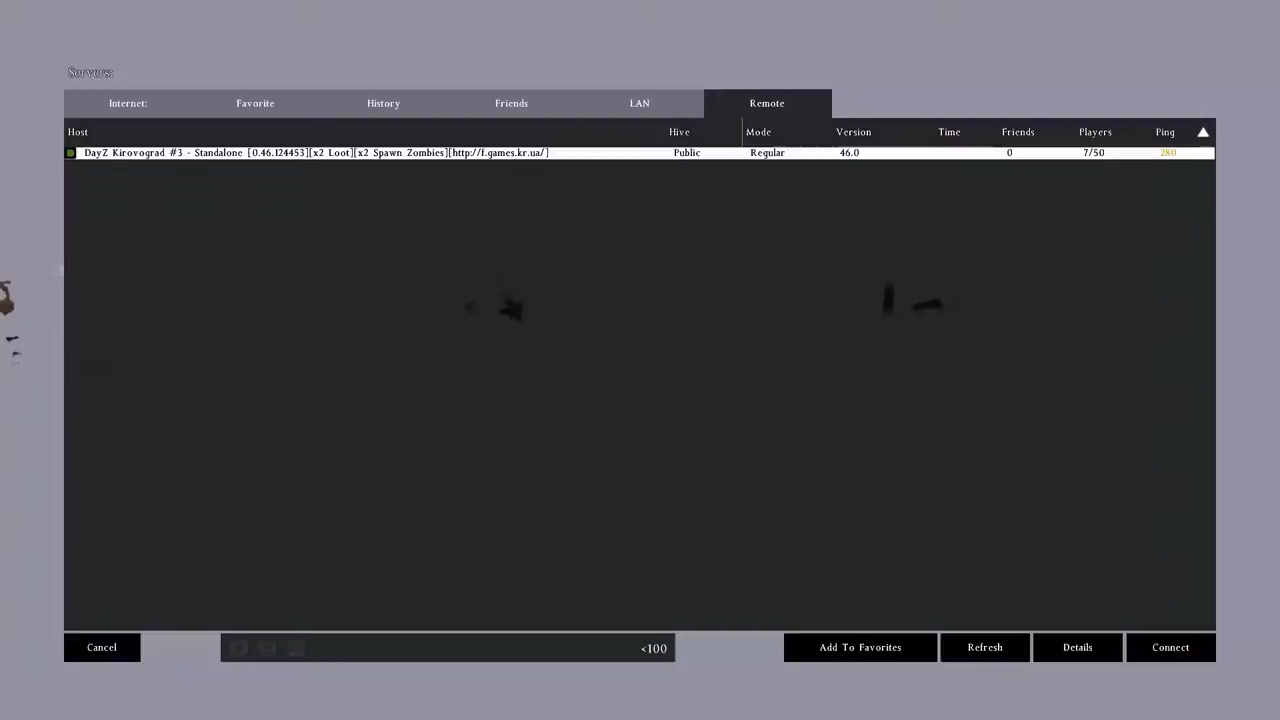 Servers:
Internet: Favorite History Friends LAN Remote
Host Hive Mode Version Time Friends Players Ping
DayZ Kirovograd #3 - Standalone [0.46.124453][x2 Loot][x2 Spawn Zombies][http://f.games.kr.ua/] Public Regular 46.0 0 7/50 280
Cancel <100 Add To Favorites Refresh Details Connect